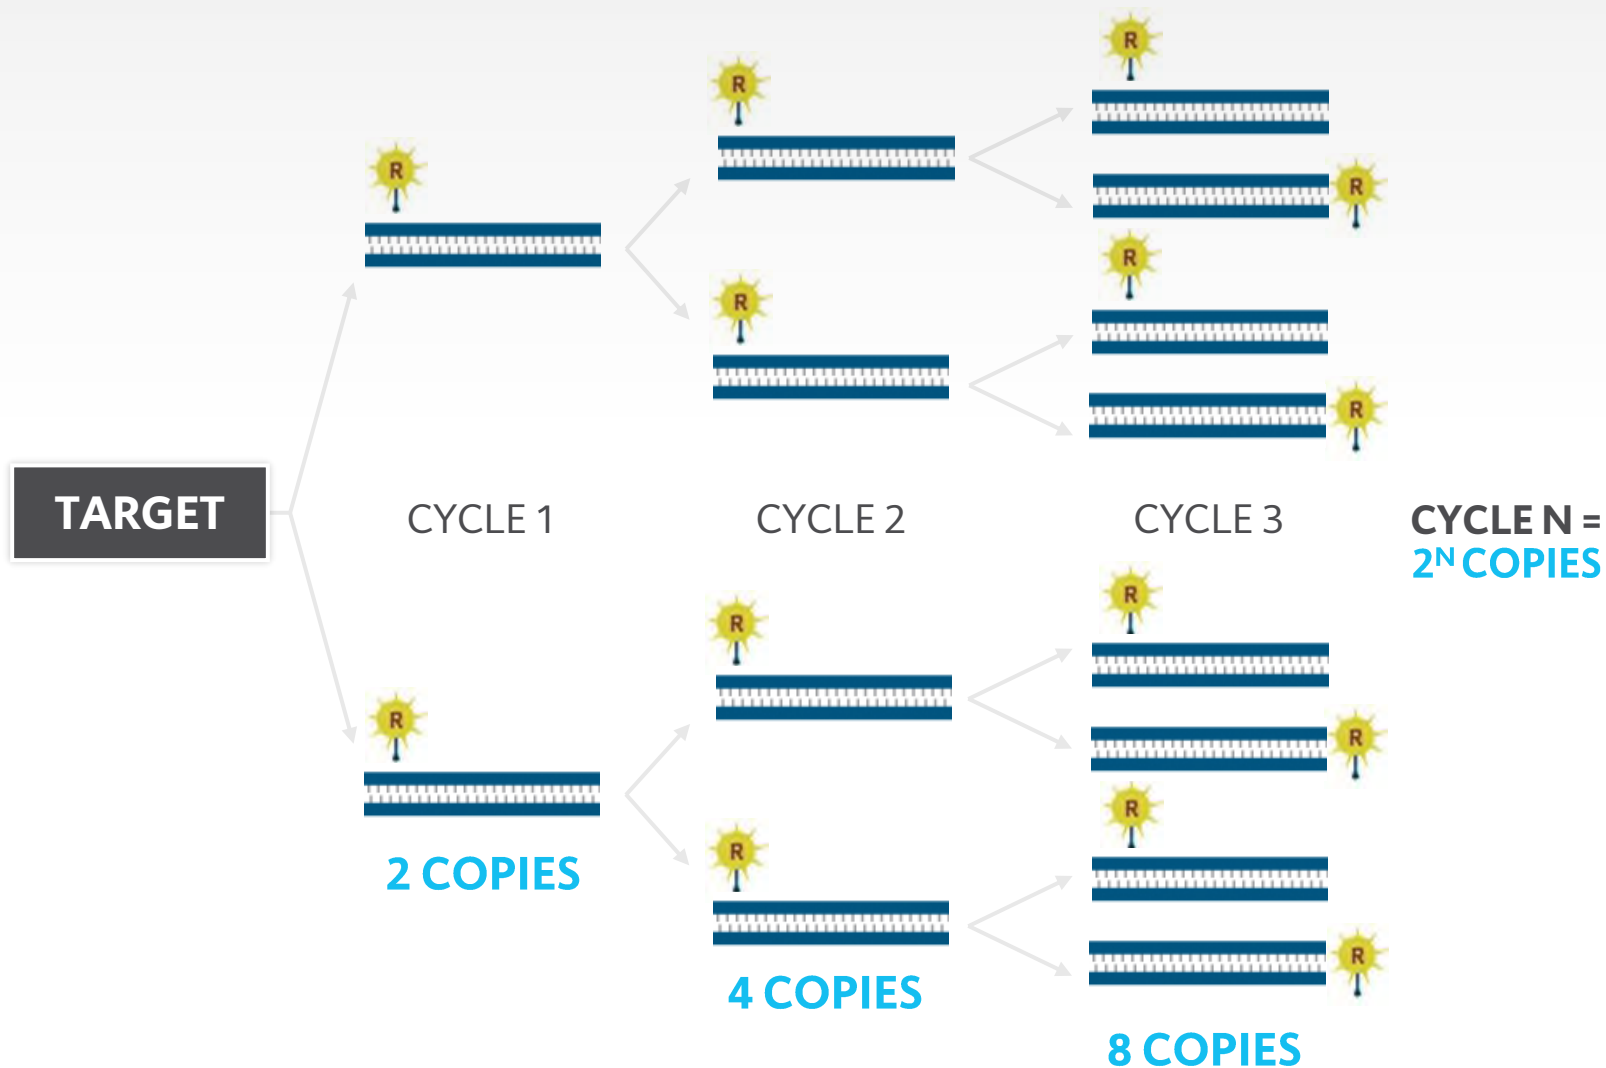 R
R
R
R
R
R
R
TARGET
CYCLE 1
CYCLE 2
CYCLE 3
CYCLE N =
2ᴺ COPIES
R
R
R
R
R
R
R
2 COPIES
4 COPIES
8 COPIES